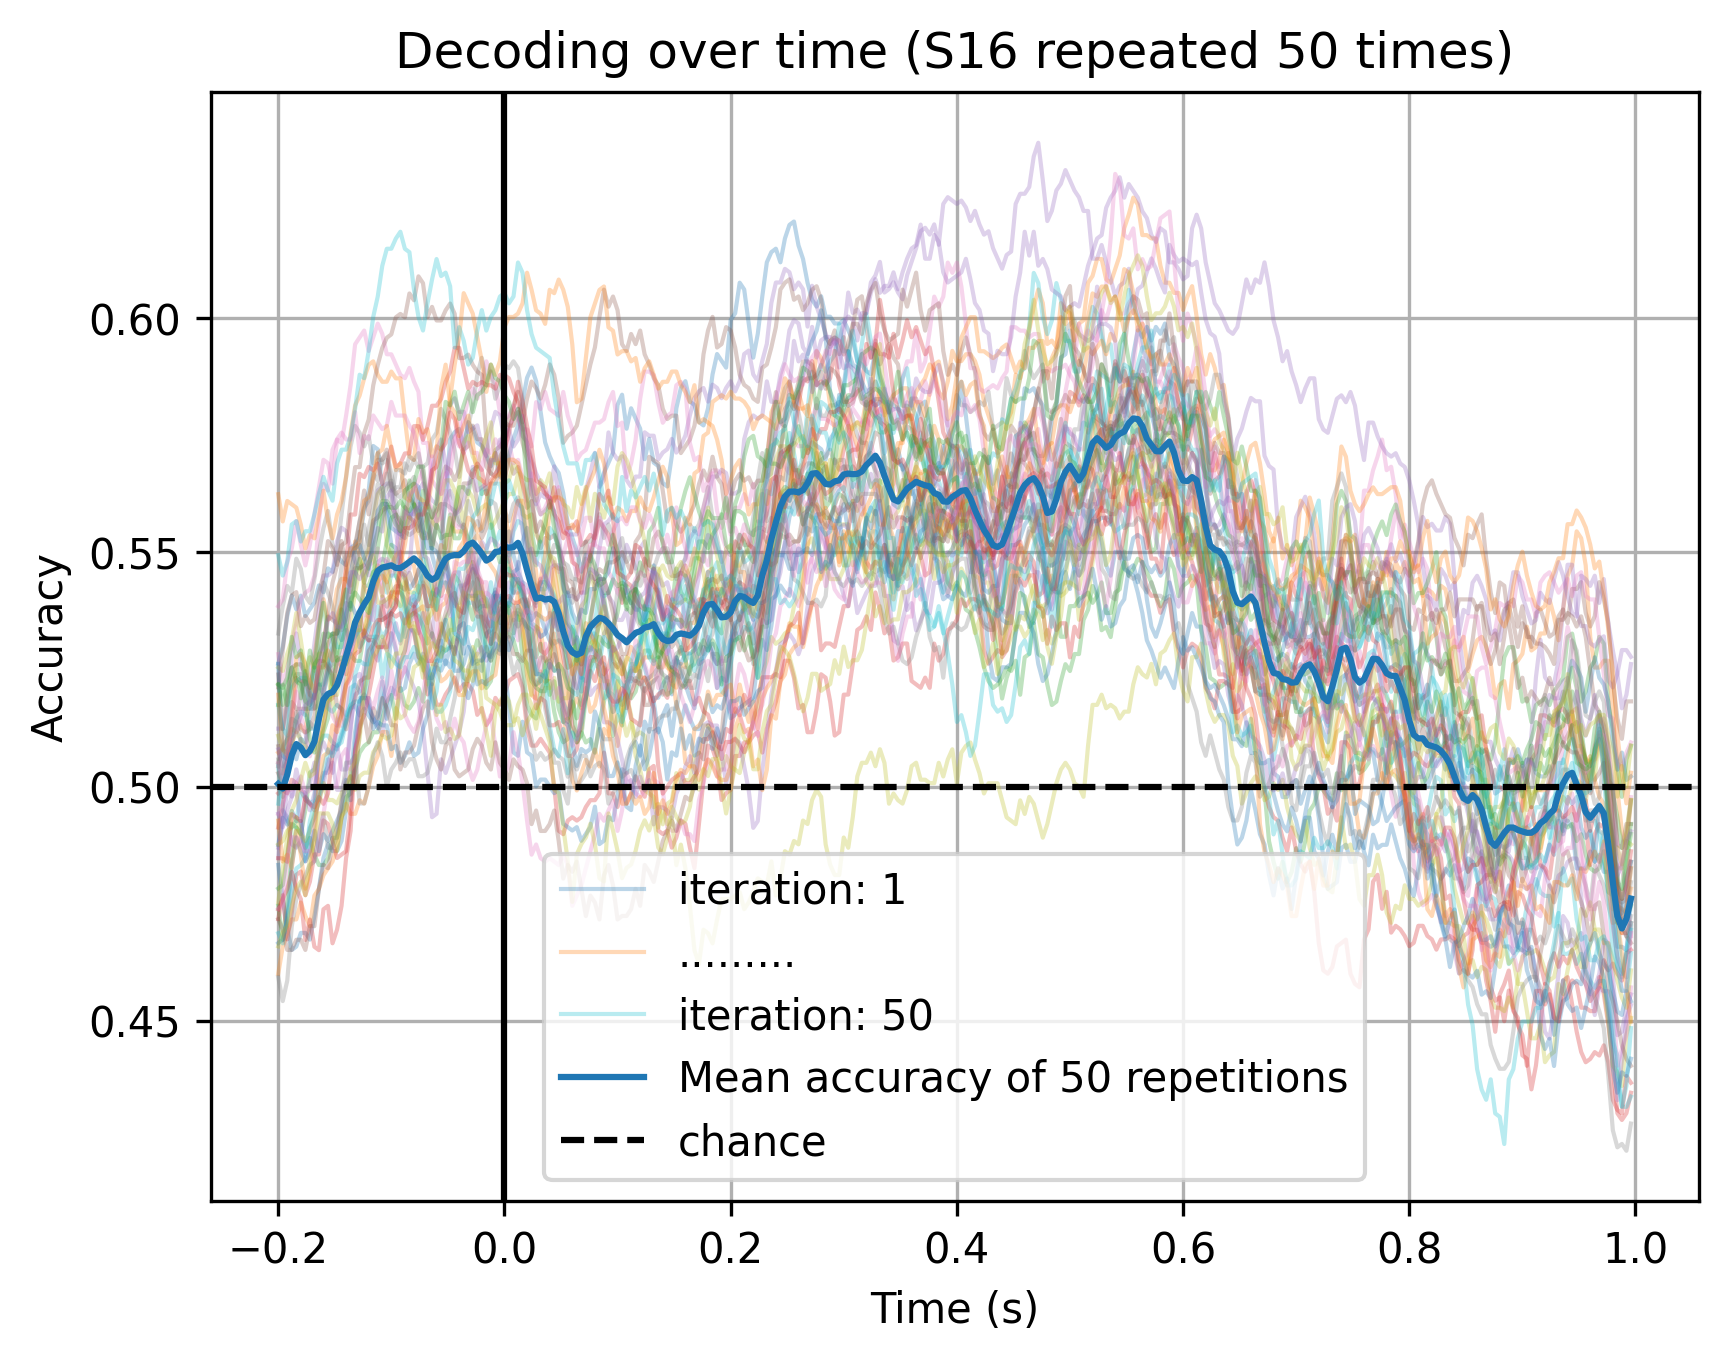 Decoding over time (S16 repeated 50 times)
Accuracy
0.60
0.55
0.50
0.45
iteration: 1
.........
iteration: 50
Mean accuracy of 50 repetitions
chance
−0.2 0.0 0.2 0.4 0.6 0.8 1.0
Time (s)